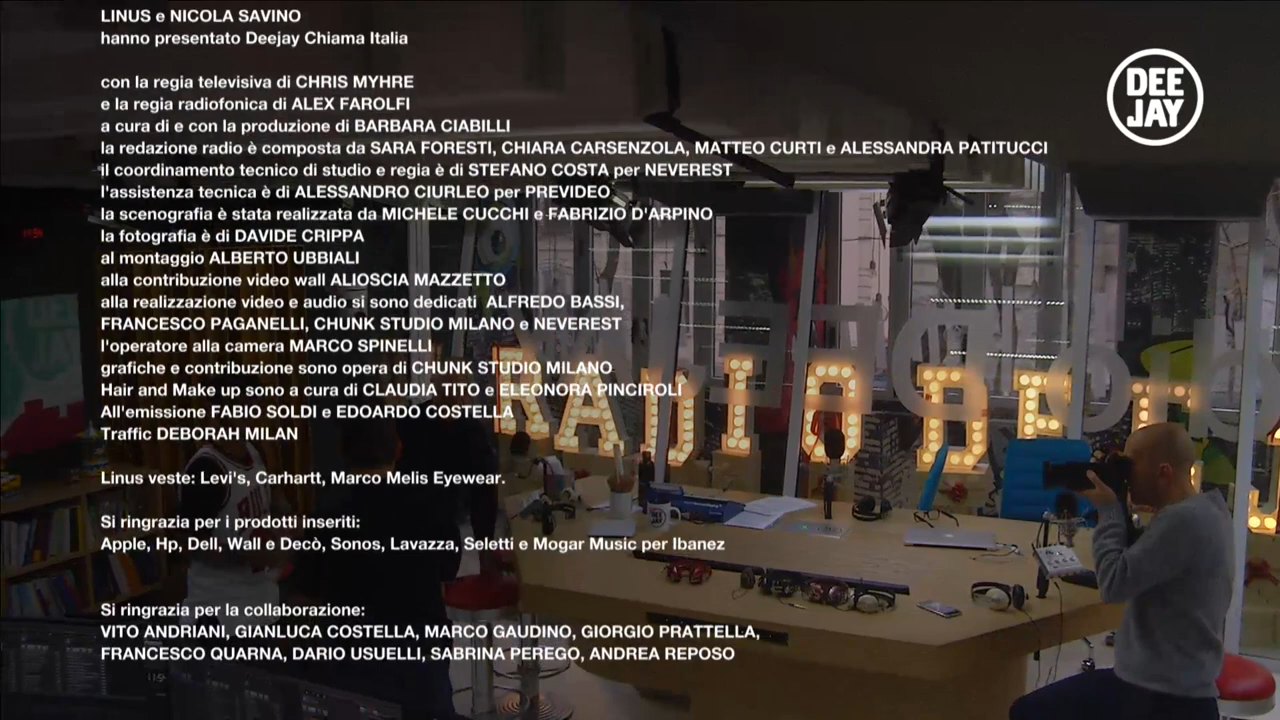 LINUS e NICOLA SAVINO
hanno presentato Deejay Chiama Italia
con la regia televisiva di CHRIS MYHRE
e la regia radiofonica di ALEX FAROLFI
a cura di e con la produzione di BARBARA CIABILLI
la redazione radio è composta da SARA FORESTI, CHIARA CARSENZOLA, MATTEO CURTI e ALESSANDRA PATITUCCI
il coordinamento tecnico di studio e regia è di STEFANO COSTA per NEVEREST
l'assistenza tecnica è di ALESSANDRO CIURLEO per PREVIDEO
la scenografia è stata realizzata da MICHELE CUCCHI e FABRIZIO D'ARPINO
la fotografia è di DAVIDE CRIPPA
al montaggio ALBERTO UBBIALI
alla contribuzione video wall ALIOSCIA MAZZETTO
alla realizzazione video e audio si sono dedicati ALFREDO BASSI,
FRANCESCO PAGANELLI, CHUNK STUDIO MILANO e NEVEREST
l'operatore alla camera MARCO SPINELLI
grafiche e contribuzione sono opera di CHUNK STUDIO MILANO
Hair and Make up sono a cura di CLAUDIA TITO e ELEONORA PINCIROLI
All'emissione FABIO SOLDI e EDOARDO COSTELLA
Traffic DEBORAH MILAN
Linus veste: Levi's, Carhartt, Marco Melis Eyewear.
Si ringrazia per i prodotti inseriti:
Apple, Hp, Dell, Wall e Decò, Sonos, Lavazza, Seletti e Mogar Music per Ibanez
Si ringrazia per la collaborazione:
VITO ANDRIANI, GIANLUCA COSTELLA, MARCO GAUDINO, GIORGIO PRATTELLA,
FRANCESCO QUARNA, DARIO USUELLI, SABRINA PEREGO, ANDREA REPOSO
DEE
JAY
RADIO DEE
DEE
JAY